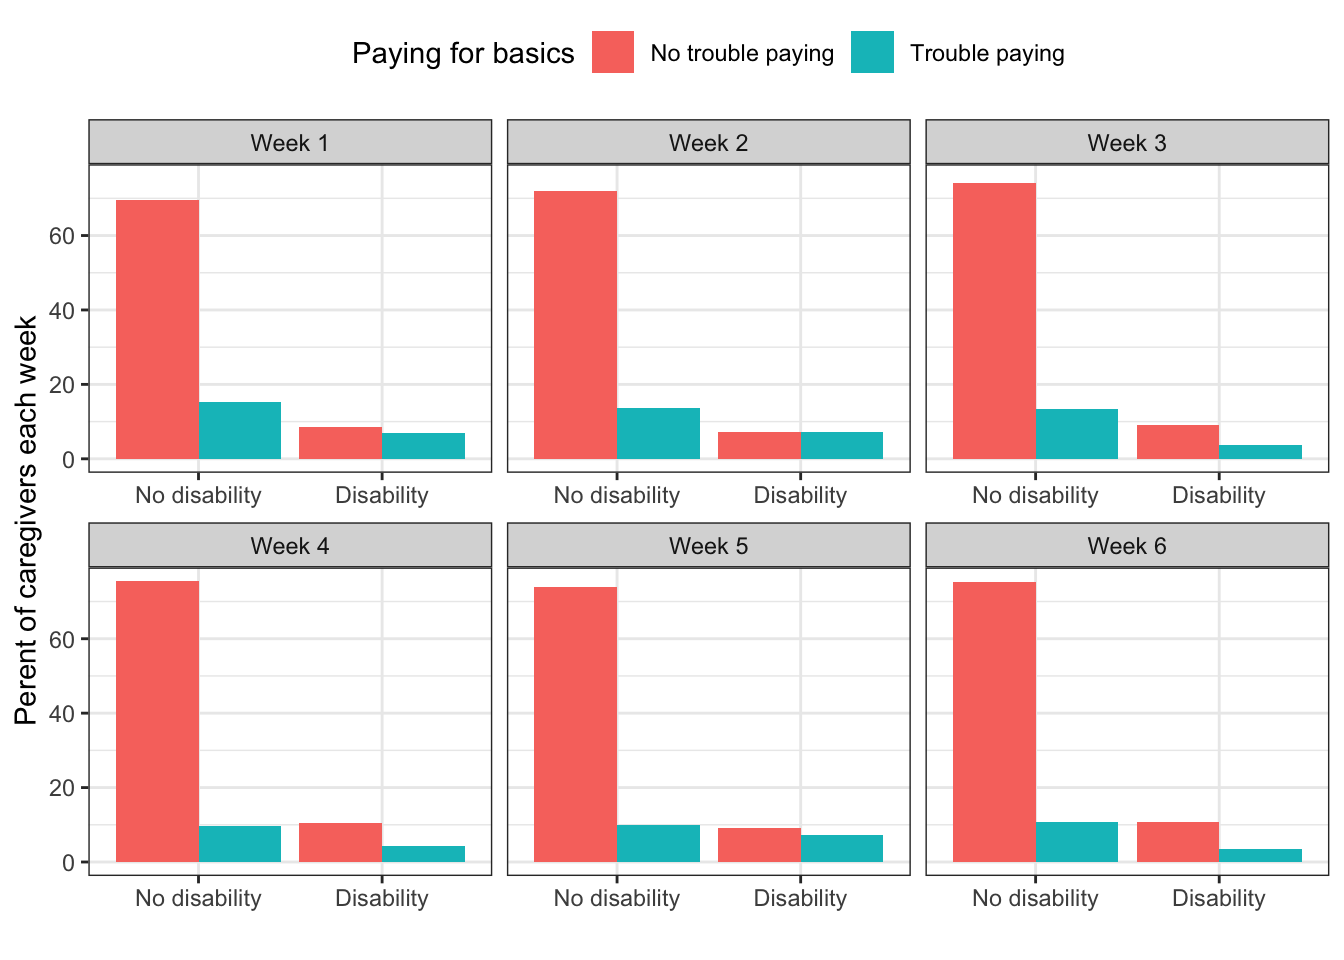 Paying for basics No trouble paying Trouble paying
Week 1 Week 2 Week 3
60
40
20
0
No disability Disability No disability Disability No disability Disability
Perent of caregivers each week
Week 4 Week 5 Week 6
60
40
20
0
No disability Disability No disability Disability No disability Disability